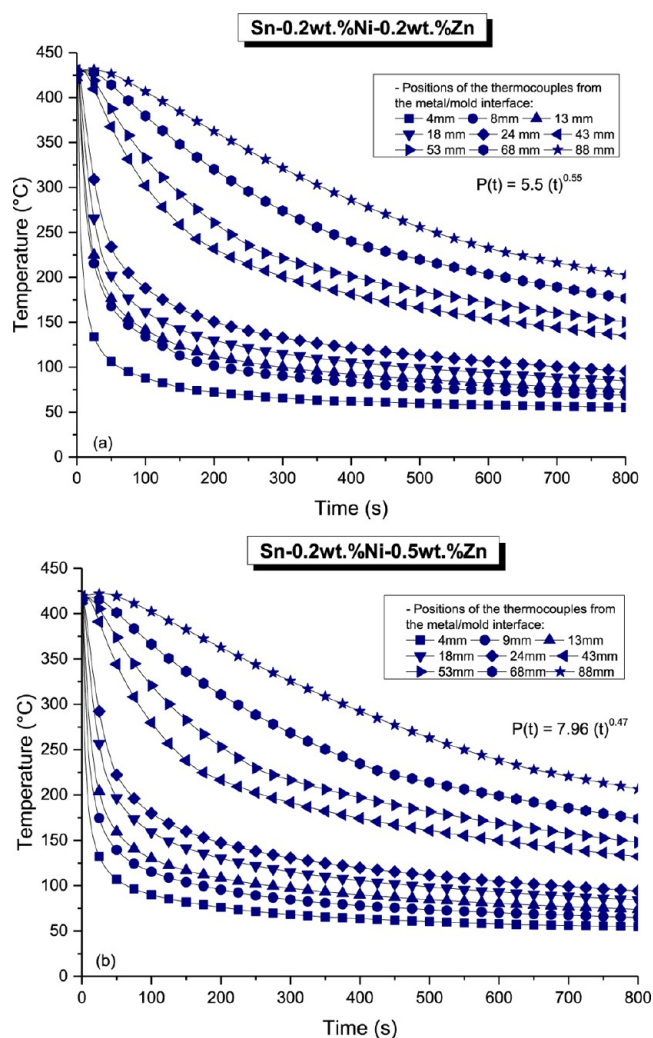 Sn-0.2wt.%Ni-0.2wt.%Zn
450
400
350
300
250
200
150
100
50
0
Temperature (°C)
- Positions of the thermocouples from
the metal/mold interface:
4mm 8mm 13 mm
18 mm 24 mm 43 mm
53 mm 68 mm 88 mm
P(t) = 5.5 (t)^0.55
(a)
0 100 200 300 400 500 600 700 800
Time (s)
Sn-0.2wt.%Ni-0.5wt.%Zn
450
400
350
300
250
200
150
100
50
0
Temperature (°C)
- Positions of the thermocouples from
the metal/mold interface:
4mm 9mm 13mm
18mm 24mm 43mm
53mm 68mm 88mm
P(t) = 7.96 (t)^0.47
(b)
0 100 200 300 400 500 600 700 800
Time (s)